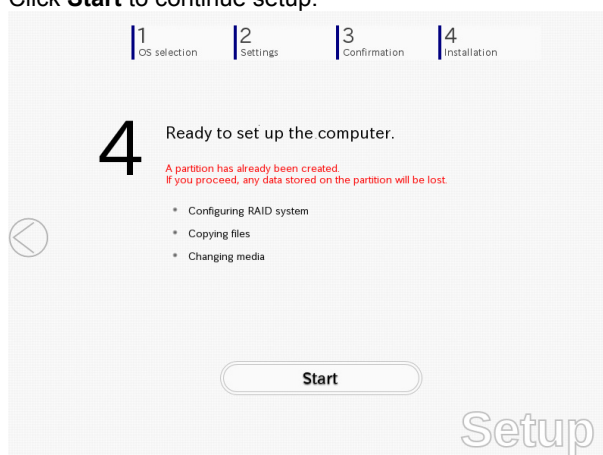 Click Start to continue setup.
1 2 3 4
OS selection Settings Confirmation Installation
4 Ready to set up the computer.
A partition has already been created.
If you proceed, any data stored on the partition will be lost.
• Configuring RAID system
• Copying files
• Changing media
Start
Setup